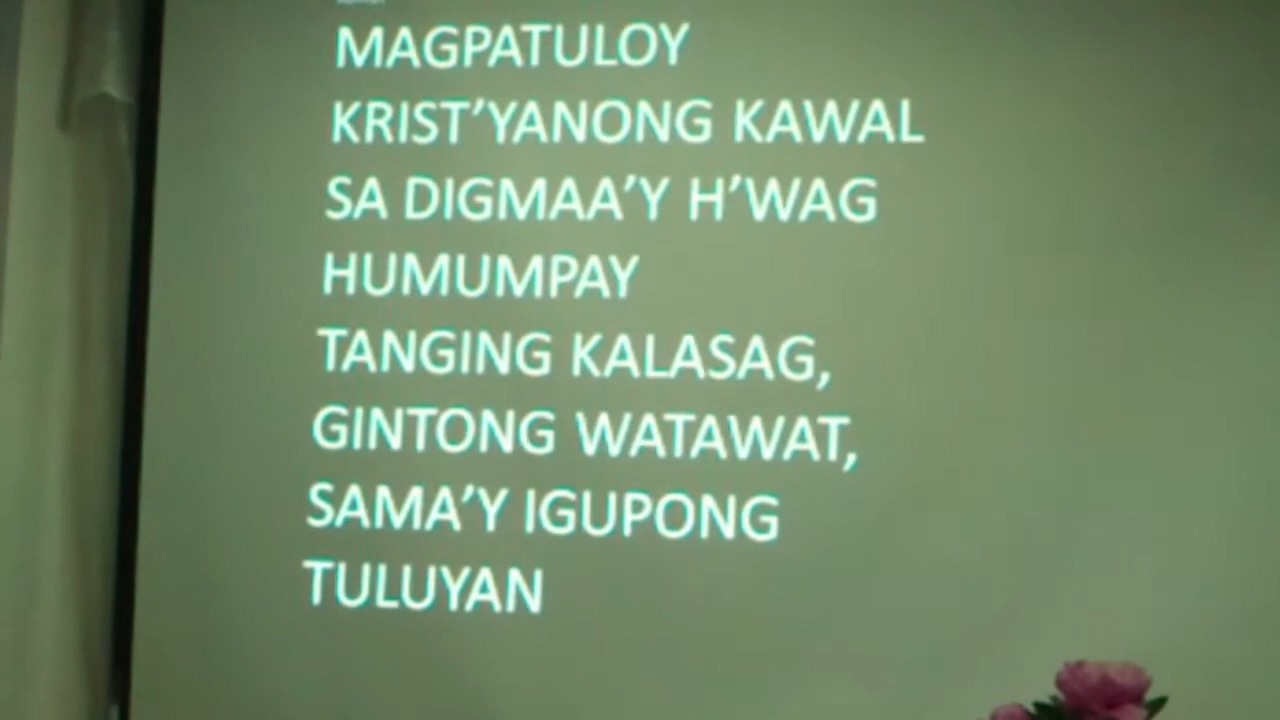 MAGPATULOY
KRIST’YANONG KAWAL
SA DIGMAA’Y H’WAG
HUMUMPAY
TANGING KALASAG,
GINTONG WATAWAT,
SAMA’Y IGUPONG
TULUYAN